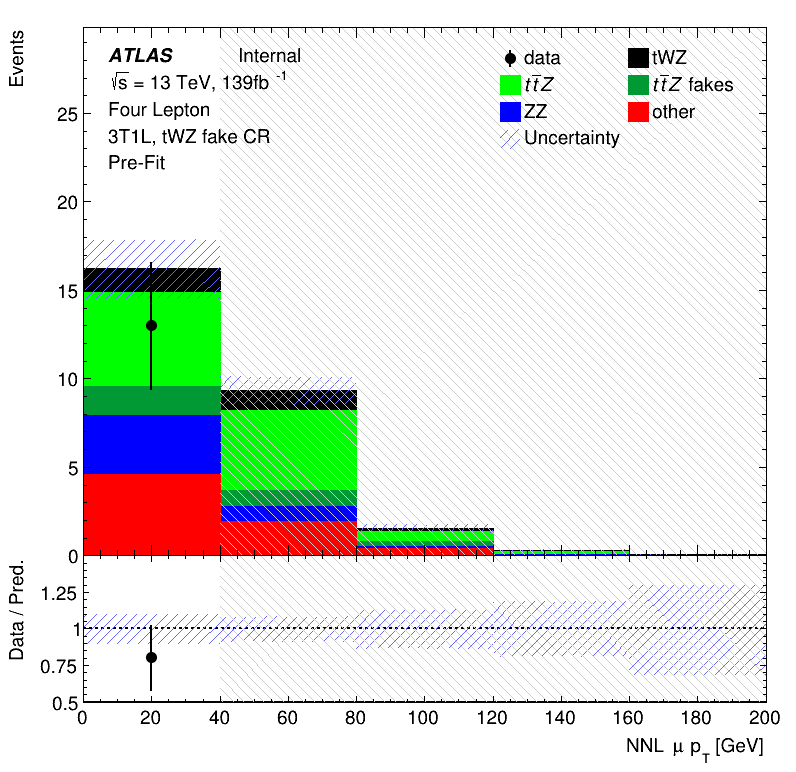 Events
ATLAS Internal
√s = 13 TeV, 139fb⁻¹
Four Lepton
3T1L, tWZ fake CR
Pre-Fit
data tWZ
tt̄Z tt̄Z fakes
ZZ other
Uncertainty
25
20
15
10
5
0
Data / Pred.
1.25
1
0.75
0.5
0 20 40 60 80 100 120 140 160 180 200
NNL μ p_T [GeV]